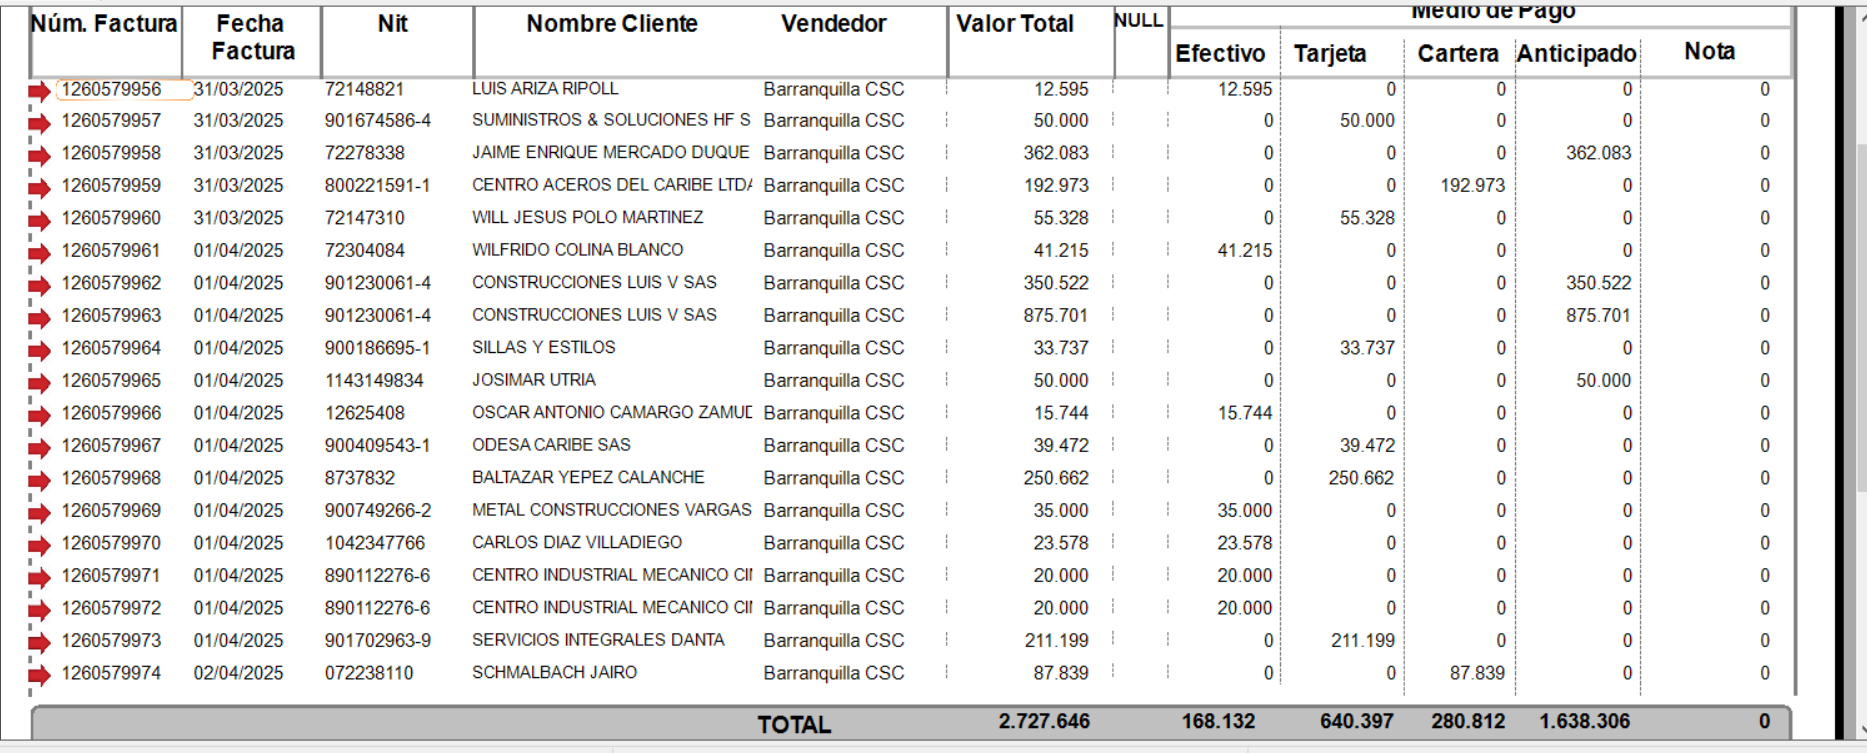 Medio de Pago
Núm. Factura Fecha Factura Nit Nombre Cliente Vendedor Valor Total NULL Efectivo Tarjeta Cartera Anticipado Nota
1260579956 31/03/2025 72148821 LUIS ARIZA RIPOLL Barranquilla CSC 12.595 12.595 0 0 0 0
1260579957 31/03/2025 901674586-4 SUMINISTROS & SOLUCIONES HF S Barranquilla CSC 50.000 0 50.000 0 0 0
1260579958 31/03/2025 72278338 JAIME ENRIQUE MERCADO DUQUE Barranquilla CSC 362.083 0 0 0 362.083 0
1260579959 31/03/2025 800221591-1 CENTRO ACEROS DEL CARIBE LTDA Barranquilla CSC 192.973 0 0 192.973 0 0
1260579960 31/03/2025 72147310 WILL JESUS POLO MARTINEZ Barranquilla CSC 55.328 0 55.328 0 0 0
1260579961 01/04/2025 72304084 WILFRIDO COLINA BLANCO Barranquilla CSC 41.215 41.215 0 0 0 0
1260579962 01/04/2025 901230061-4 CONSTRUCCIONES LUIS V SAS Barranquilla CSC 350.522 0 0 0 350.522 0
1260579963 01/04/2025 901230061-4 CONSTRUCCIONES LUIS V SAS Barranquilla CSC 875.701 0 0 0 875.701 0
1260579964 01/04/2025 900186695-1 SILLAS Y ESTILOS Barranquilla CSC 33.737 0 33.737 0 0 0
1260579965 01/04/2025 1143149834 JOSIMAR UTRIA Barranquilla CSC 50.000 0 0 0 50.000 0
1260579966 01/04/2025 12625408 OSCAR ANTONIO CAMARGO ZAMUD Barranquilla CSC 15.744 15.744 0 0 0 0
1260579967 01/04/2025 900409543-1 ODESA CARIBE SAS Barranquilla CSC 39.472 0 39.472 0 0 0
1260579968 01/04/2025 8737832 BALTAZAR YEPEZ CALANCHE Barranquilla CSC 250.662 0 250.662 0 0 0
1260579969 01/04/2025 900749266-2 METAL CONSTRUCCIONES VARGAS Barranquilla CSC 35.000 35.000 0 0 0 0
1260579970 01/04/2025 1042347766 CARLOS DIAZ VILLADIEGO Barranquilla CSC 23.578 23.578 0 0 0 0
1260579971 01/04/2025 890112276-6 CENTRO INDUSTRIAL MECANICO CI Barranquilla CSC 20.000 20.000 0 0 0 0
1260579972 01/04/2025 890112276-6 CENTRO INDUSTRIAL MECANICO CI Barranquilla CSC 20.000 20.000 0 0 0 0
1260579973 01/04/2025 901702963-9 SERVICIOS INTEGRALES DANTA Barranquilla CSC 211.199 0 211.199 0 0 0
1260579974 02/04/2025 072238110 SCHMALBACH JAIRO Barranquilla CSC 87.839 0 0 87.839 0 0
TOTAL 2.727.646 168.132 640.397 280.812 1.638.306 0